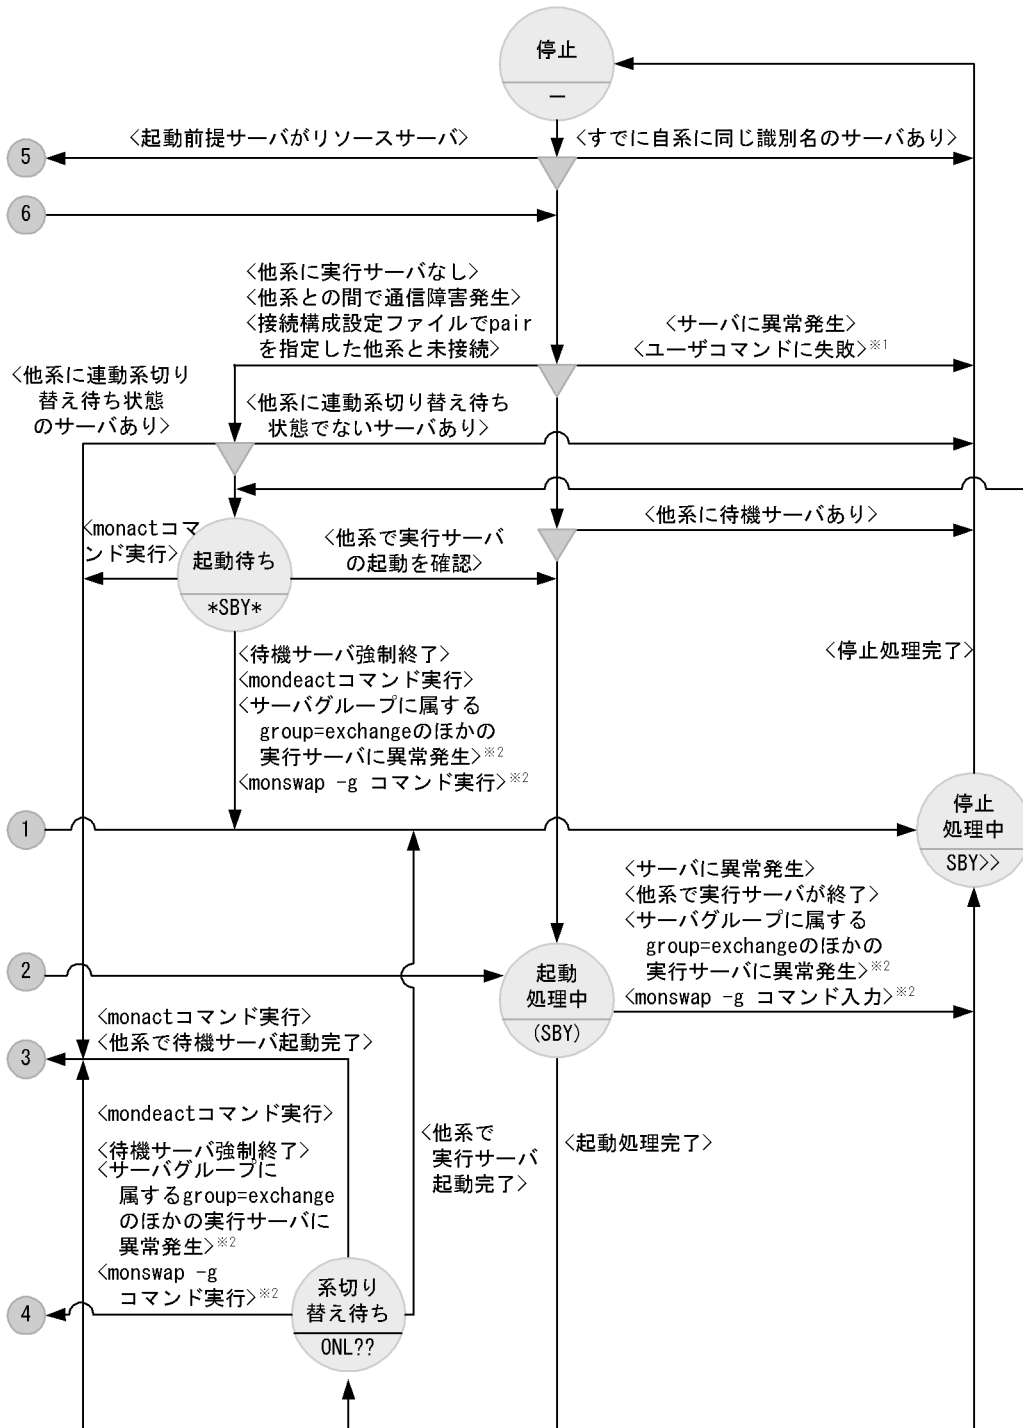 停止
－
5
<起動前提サーバがリソースサーバ>
<すでに自系に同じ識別名のサーバあり>
6
<他系に実行サーバなし>
<他系との間で通信障害発生>
<接続構成設定ファイルでpair
を指定した他系と未接続>
<サーバに異常発生>
<ユーザコマンドに失敗>※1
<他系に連動系切り
替え待ち状態
のサーバあり>
<他系に連動系切り替え待ち
状態でないサーバあり>
<monactコマ
ンド実行>
起動待ち
*SBY*
<他系で実行サーバ
の起動を確認>
<他系に待機サーバあり>
<待機サーバ強制終了>
<mondeactコマンド実行>
<サーバグループに属する
group=exchangeのほかの
実行サーバに異常発生>※2
<monswap -g コマンド実行>※2
<停止処理完了>
1
停止
処理中
SBY>>
<サーバに異常発生>
<他系で実行サーバが終了>
<サーバグループに属する
group=exchangeのほかの
実行サーバに異常発生>※2
<monswap -g コマンド入力>※2
2
起動
処理中
(SBY)
<monactコマンド実行>
<他系で待機サーバ起動完了>
3
<mondeactコマンド実行>
<待機サーバ強制終了>
<サーバグループに
属するgroup=exchange
のほかの実行サーバに
異常発生>※2
<monswap -g
コマンド実行>※2
<他系で
実行サーバ
起動完了>
<起動処理完了>
4
系切り
替え待ち
ONL??